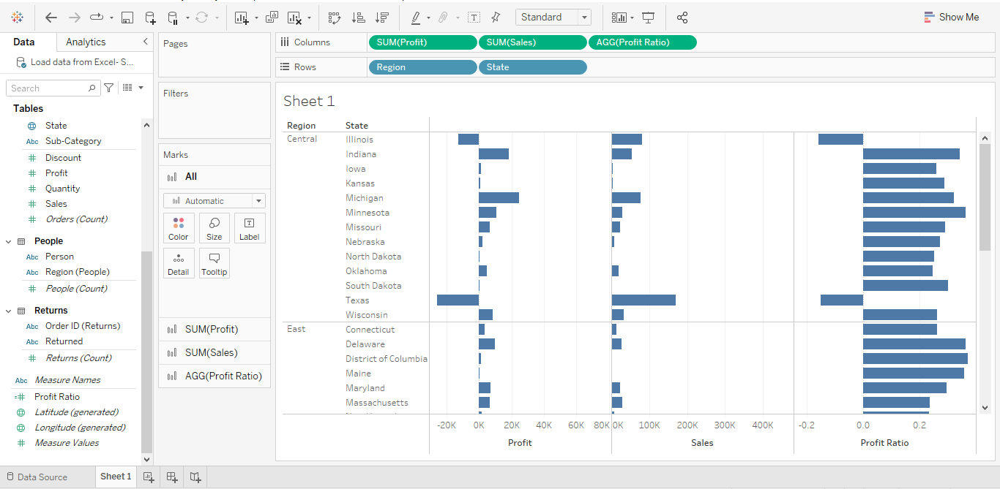 Standard
Show Me
Data
Analytics
Load data from Excel- S...
Search
Tables
State
Abc Sub-Category
Discount
Profit
Quantity
Sales
Orders (Count)
People
Abc Person
Abc Region (People)
People (Count)
Returns
Abc Order ID (Returns)
Abc Returned
Returns (Count)
Abc Measure Names
Profit Ratio
Latitude (generated)
Longitude (generated)
Measure Values
Pages
Filters
Marks
All
Automatic
Color Size Label
Detail Tooltip
SUM(Profit)
SUM(Sales)
AGG(Profit Ratio)
Columns SUM(Profit) SUM(Sales) AGG(Profit Ratio)
Rows Region State
Sheet 1
Region State
Central Illinois
Indiana
Iowa
Kansas
Michigan
Minnesota
Missouri
Nebraska
North Dakota
Oklahoma
South Dakota
Texas
Wisconsin
East Connecticut
Delaware
District of Columbia
Maine
Maryland
Massachusetts
-20K 0K 20K 40K 60K 80K 0K 100K 200K 300K 400K -0.2 0.0 0.2
Profit Sales Profit Ratio
Data Source Sheet 1